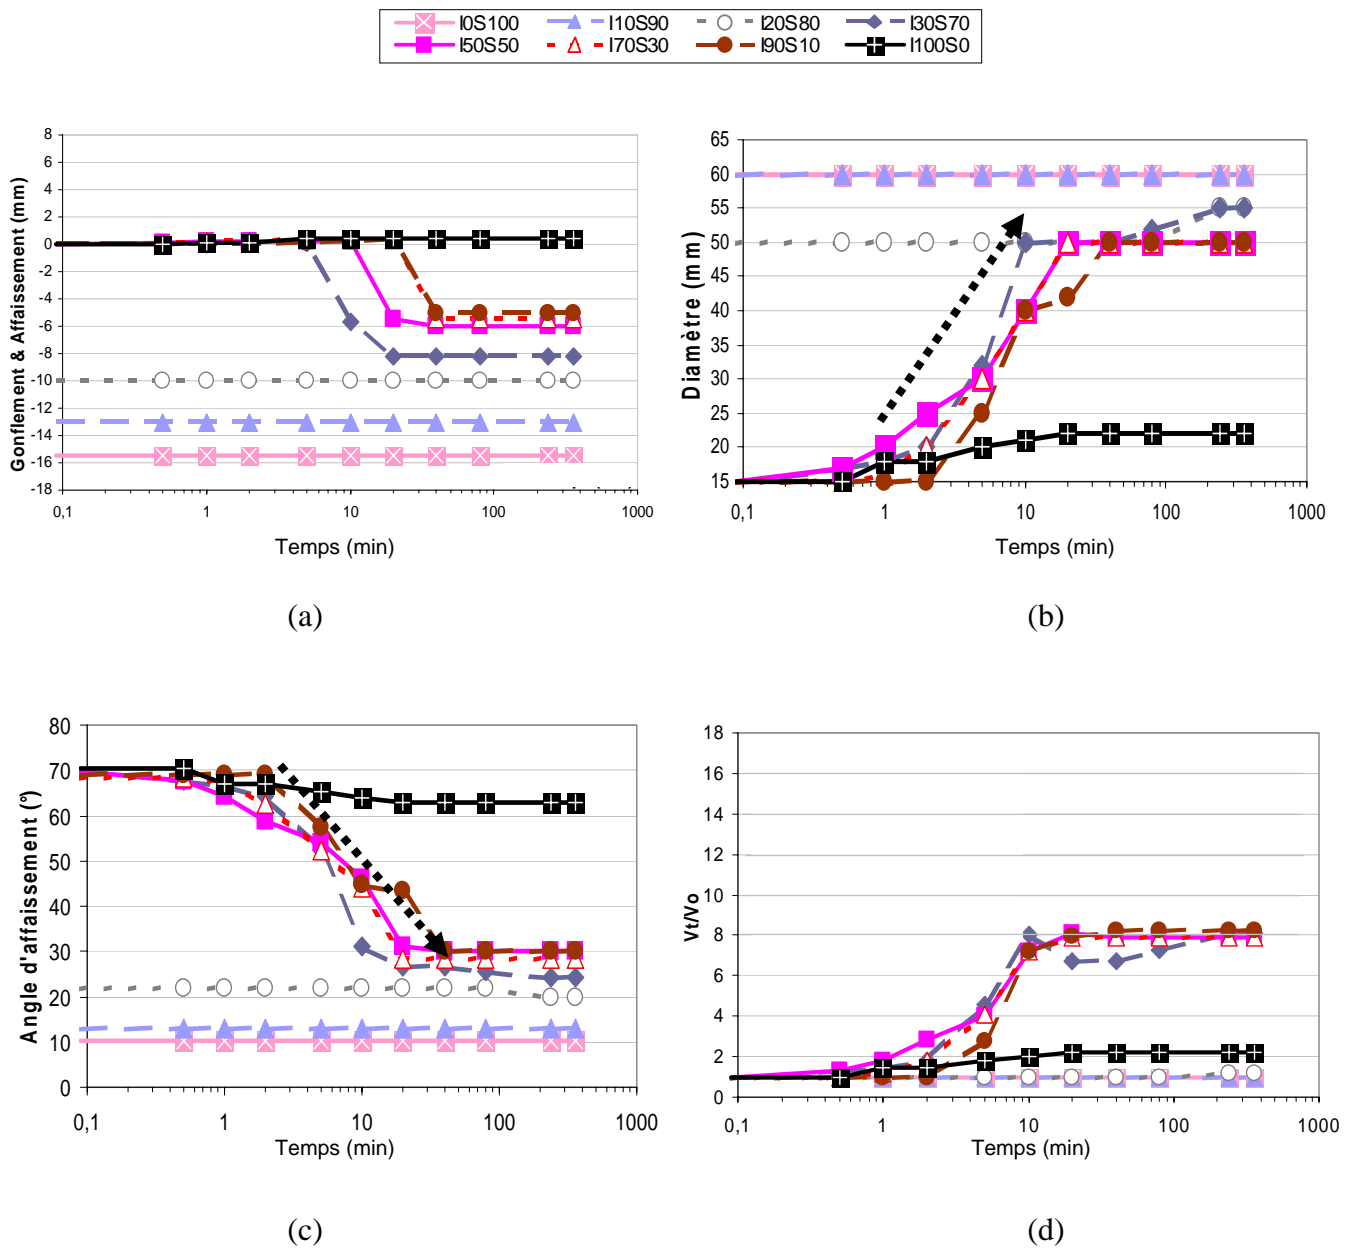 I0S100 I10S90 I20S80 I30S70
I50S50 I70S30 I90S10 I100S0
Gonflement & Affaissement (mm)
8
6
4
2
0
-2
-4
-6
-8
-10
-12
-14
-16
-18
0,1 1 10 100 1000
Temps (min)
(a)
Diamètre (mm)
65
60
55
50
45
40
35
30
25
20
15
0,1 1 10 100 1000
Temps (min)
(b)
Angle d'affaissement (°)
80
70
60
50
40
30
20
10
0
0,1 1 10 100 1000
Temps (min)
(c)
Vt/Vo
18
16
14
12
10
8
6
4
2
0
0,1 1 10 100 1000
Temps (min)
(d)